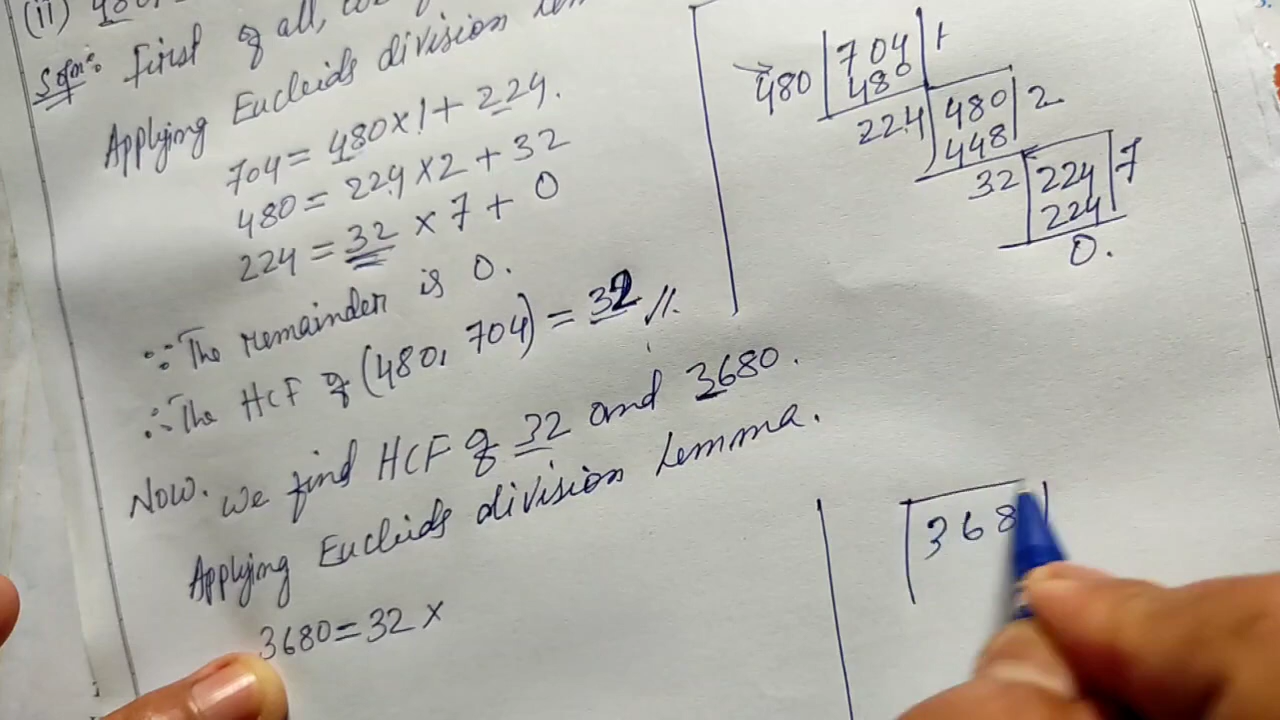 (ii) 480,
Soln: First of all,
Applying Euclids division
704 = 480 × 1 + 224.
480 = 224 × 2 + 32
224 = 32 × 7 + 0
∵ The remainder is 0.
∴ The HCF of (480, 704) = 32 //.
Now. we find HCF of 32 and 3680.
Applying Euclids division Lemma.
3680 = 32 ×
480 704 1
480
224 480 2
448
32 224 7
224
0.
368